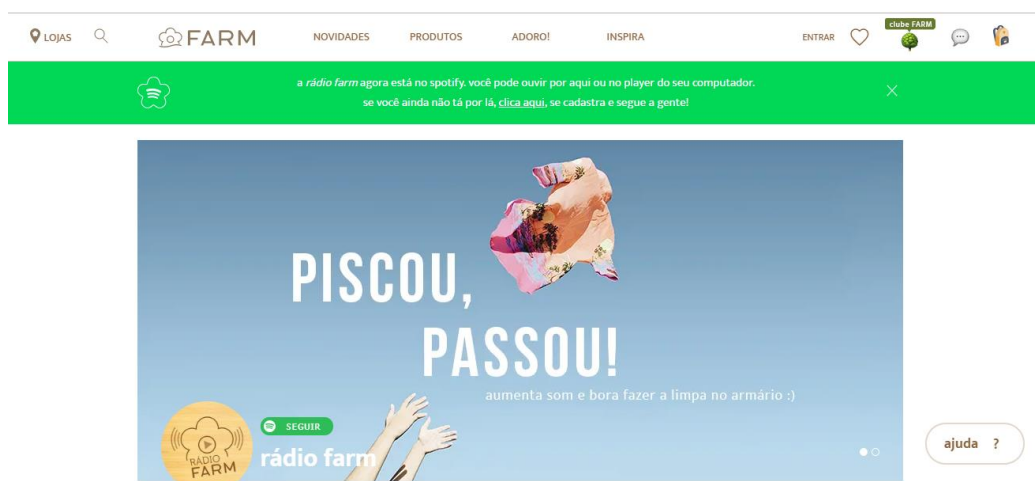 LOJAS
FARM
NOVIDADES
PRODUTOS
ADORO!
INSPIRA
ENTRAR
clube FARM
a rádio farm agora está no spotify. você pode ouvir por aqui ou no player do seu computador.
se você ainda não tá por lá, clica aqui, se cadastra e segue a gente!
PISCOU,
PASSOU!
aumenta som e bora fazer a limpa no armário :)
RÁDIO
FARM
SEGUIR
rádio farm
ajuda ?